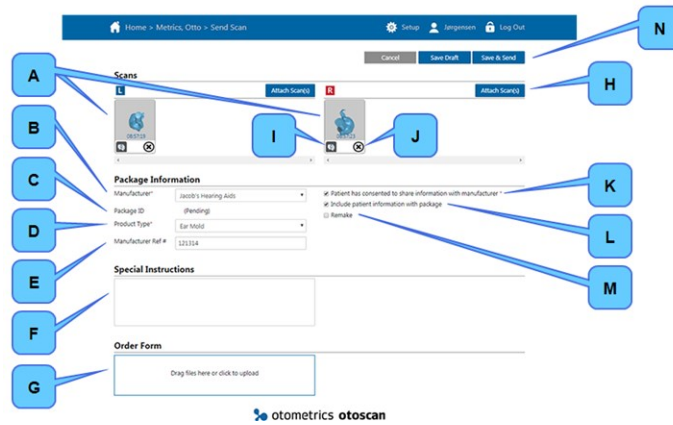 Home > Metrics, Otto > Send Scan
Setup
Jørgensen
Log Out
N
Cancel
Save Draft
Save & Send
A
Scans
L
Attach Scan(s)
R
Attach Scan(s)
H
B
I
J
C
Package Information
Manufacturer*
Jacob's Hearing Aids
Patient has consented to share information with manufacturer *
K
Package ID
(Pending)
Include patient information with package
D
Product Type*
Ear Mold
Remake
L
E
Manufacturer Ref #
121314
Special Instructions
M
F
Order Form
G
Drag files here or click to upload
otometrics otoscan